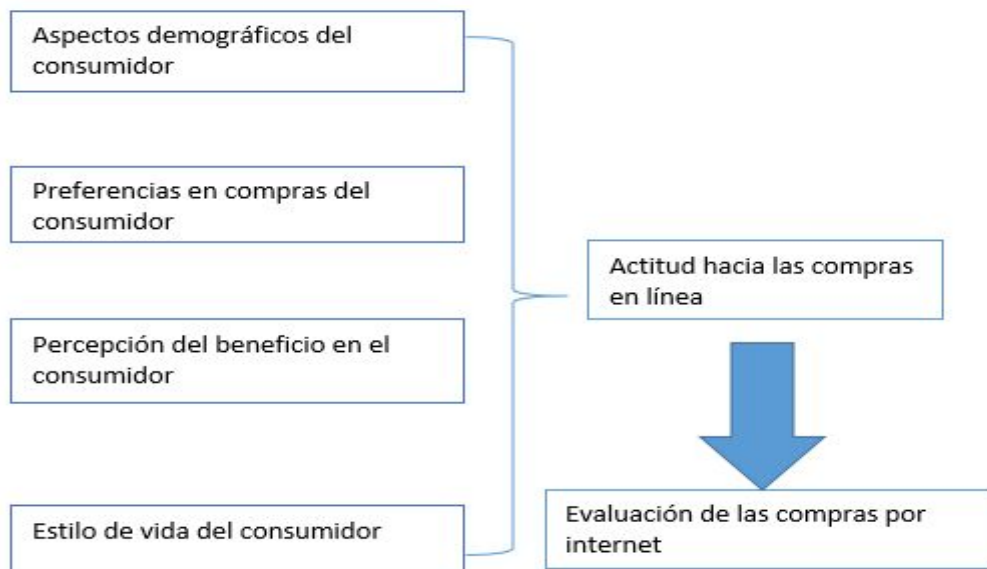 Aspectos demográficos del
consumidor
Preferencias en compras del
consumidor
Percepción del beneficio en el
consumidor
Estilo de vida del consumidor
Actitud hacia las compras
en línea
Evaluación de las compras por
internet